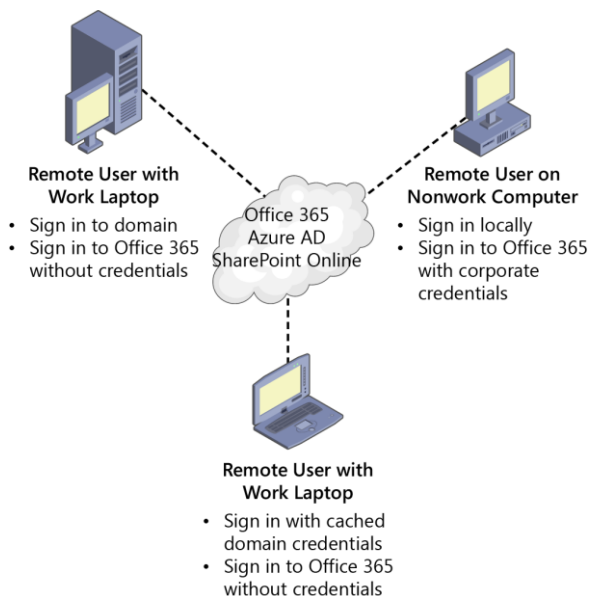 Remote User with
Work Laptop
• Sign in to domain
• Sign in to Office 365
without credentials
Office 365
Azure AD
SharePoint Online
Remote User on
Nonwork Computer
• Sign in locally
• Sign in to Office 365
with corporate
credentials
Remote User with
Work Laptop
• Sign in with cached
domain credentials
• Sign in to Office 365
without credentials